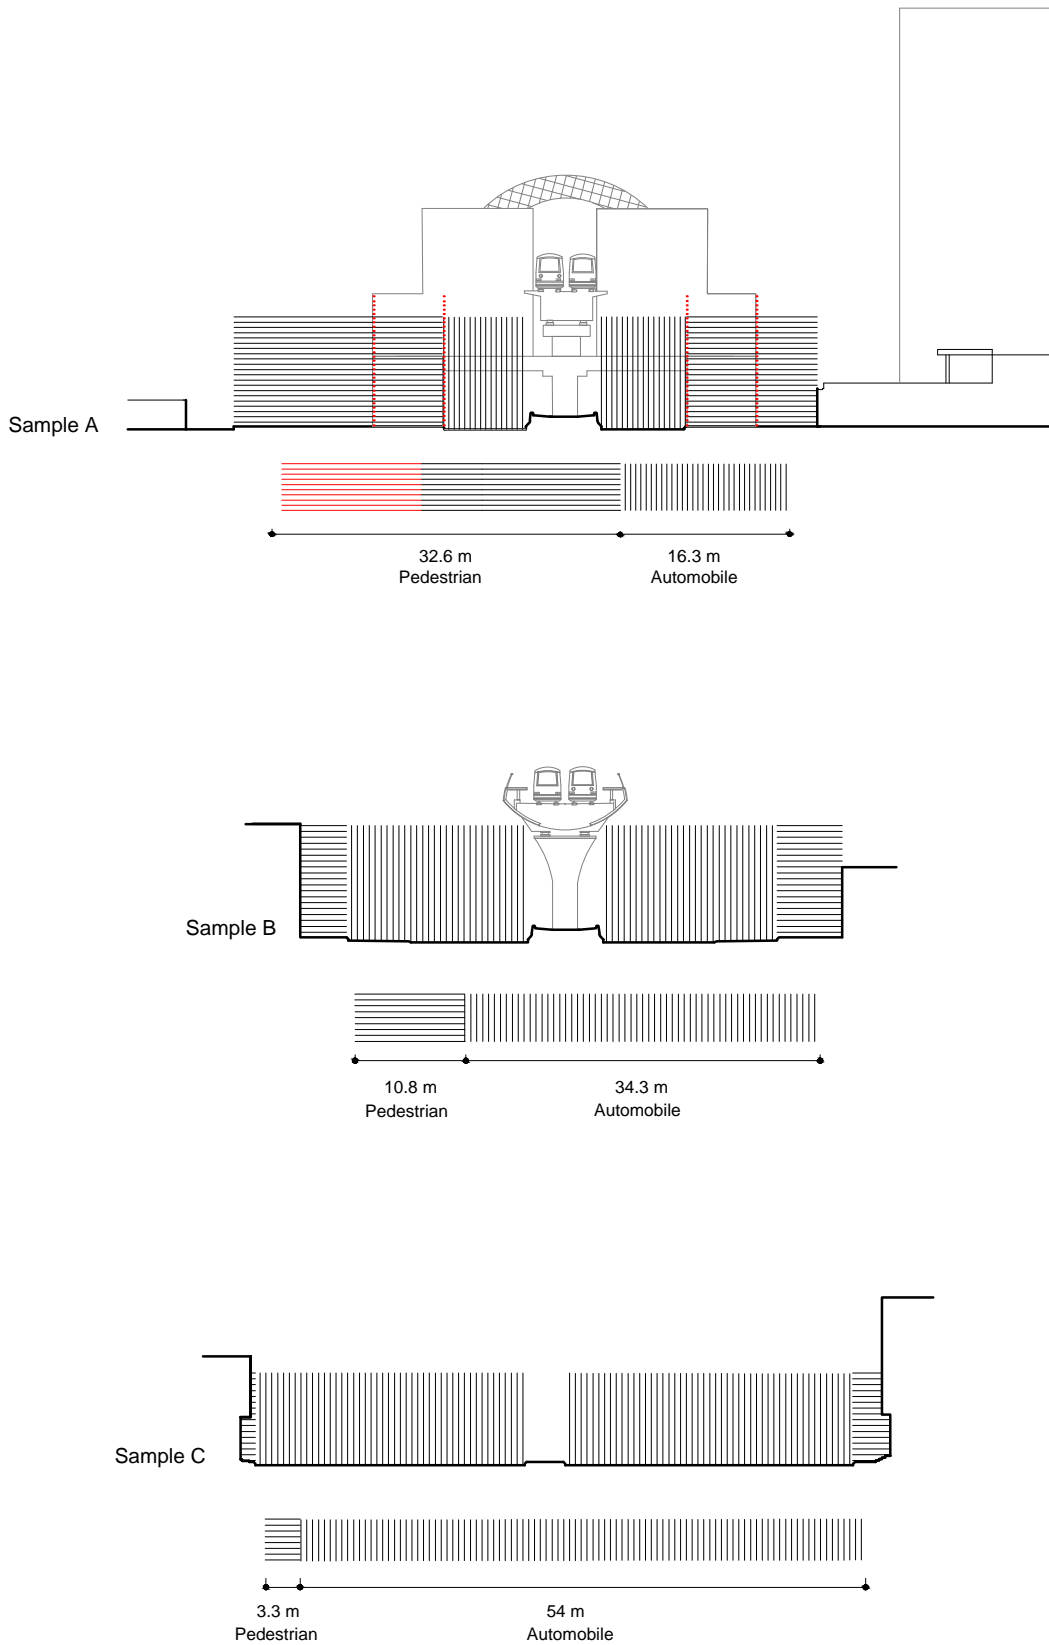 Sample A
32.6 m
Pedestrian
16.3 m
Automobile
Sample B
10.8 m
Pedestrian
34.3 m
Automobile
Sample C
3.3 m
Pedestrian
54 m
Automobile